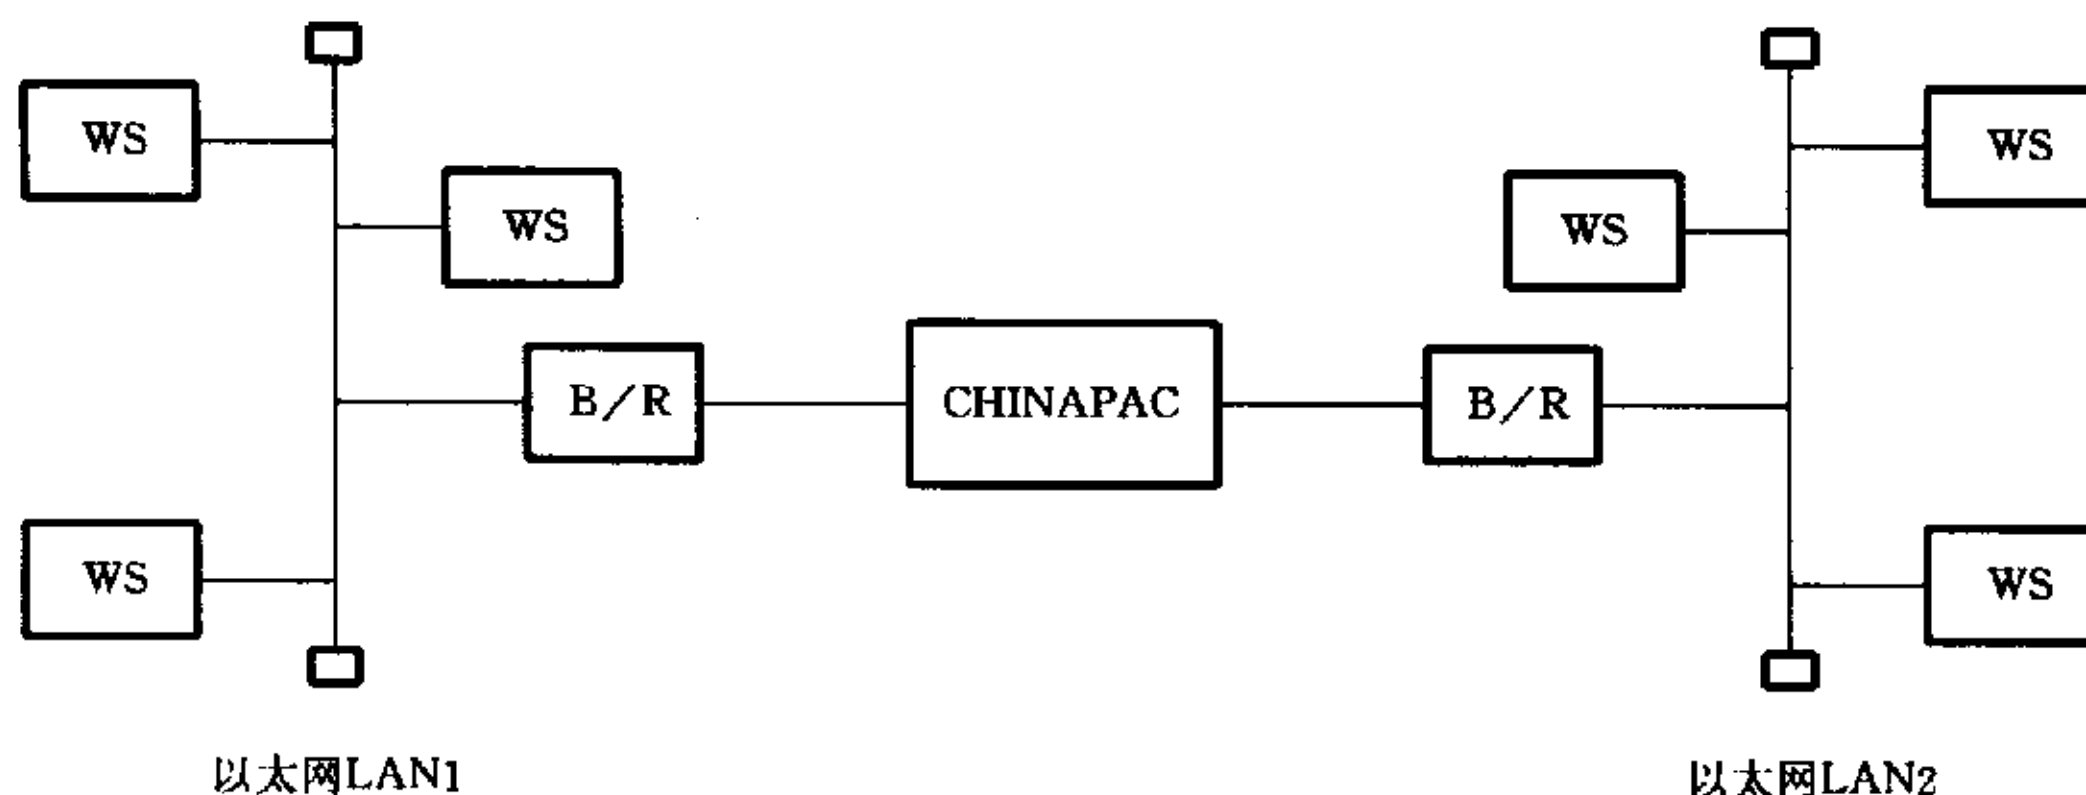 WS
WS
WS
WS
B／R
CHINAPAC
B／R
WS
WS
以太网LAN1
以太网LAN2